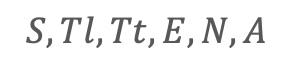 S, Tl, Tt, E, N, A